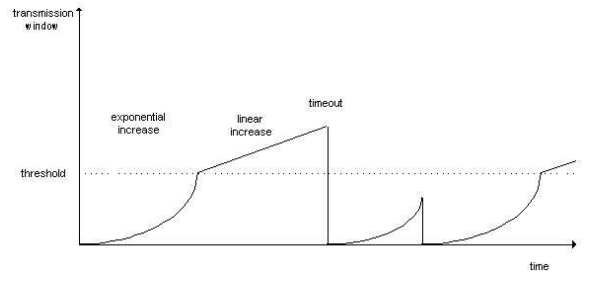 transmission
window
timeout
exponential
increase
linear
increase
threshold
time